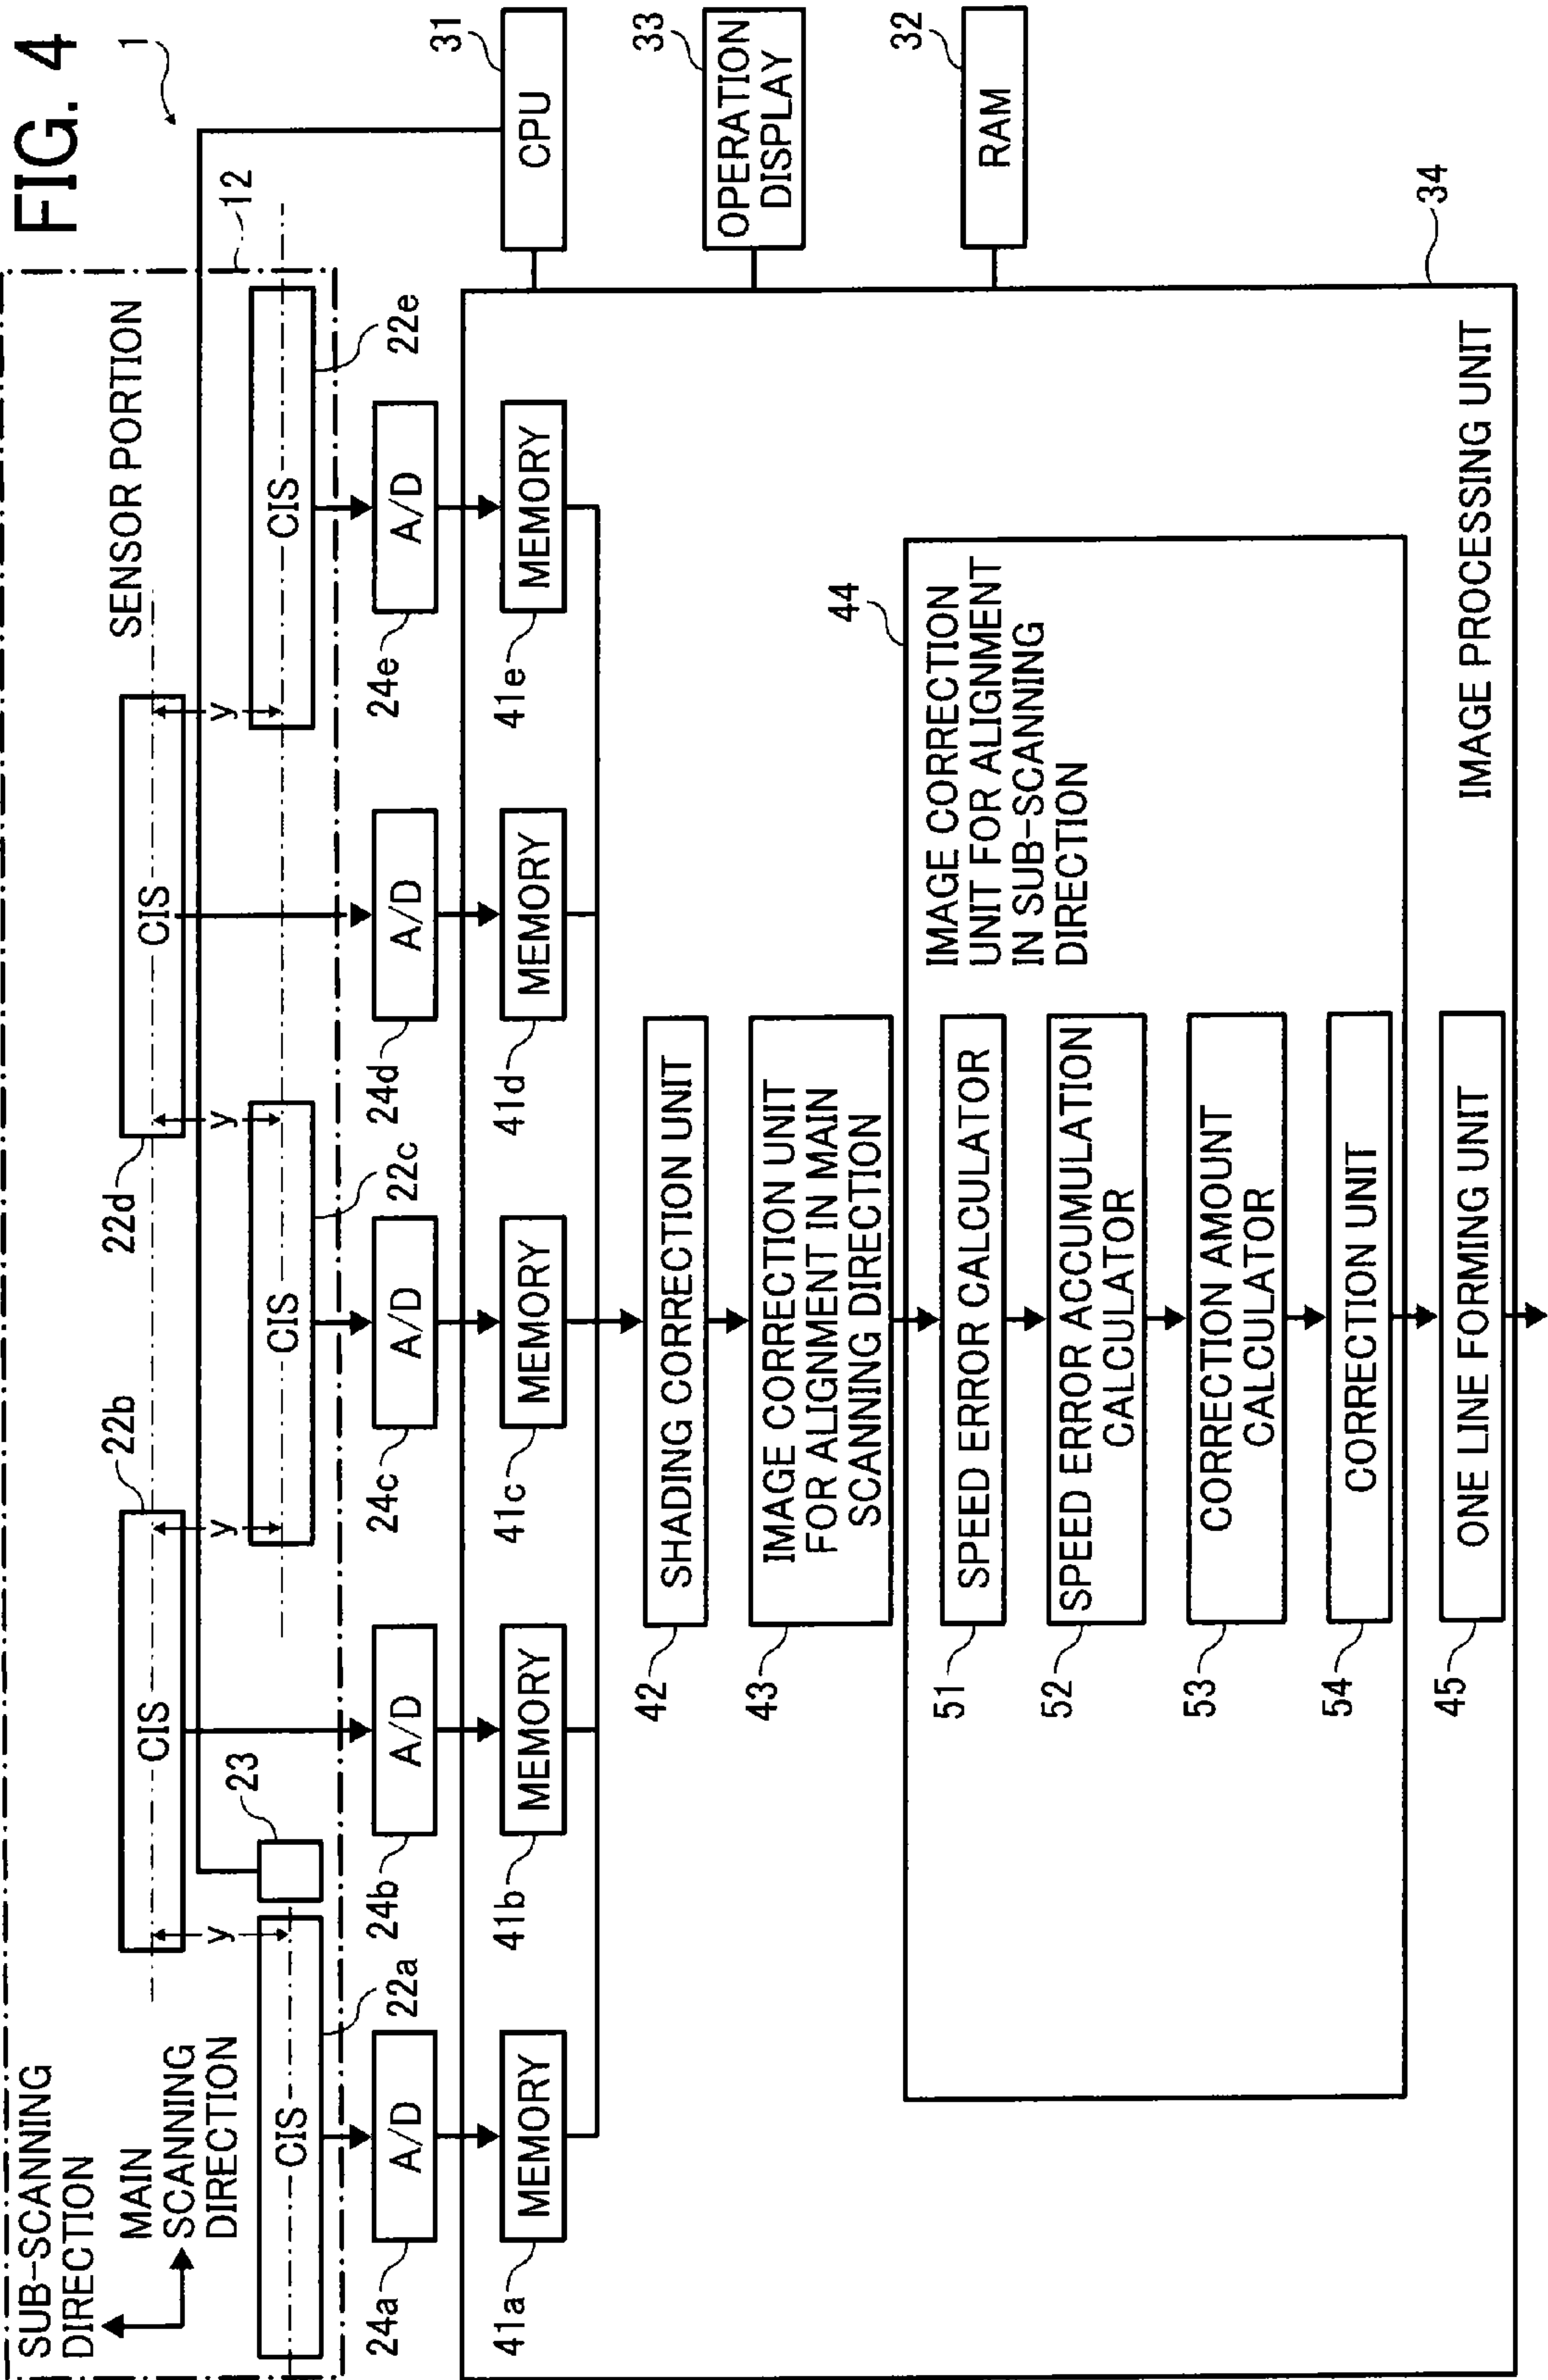 FIG. 4
1
SUB-SCANNING
DIRECTION
MAIN
SCANNING
DIRECTION
SENSOR PORTION
12
22b
22d
CIS
CIS
y
y
y
y
23
CIS
CIS
CIS
22a
22c
22e
24a
A/D
24b
A/D
24c
A/D
24d
A/D
24e
A/D
41a
MEMORY
41b
MEMORY
41c
MEMORY
41d
MEMORY
41e
MEMORY
31
CPU
33
OPERATION
DISPLAY
32
RAM
34
42
SHADING CORRECTION UNIT
43
IMAGE CORRECTION UNIT
FOR ALIGNMENT IN MAIN
SCANNING DIRECTION
44
IMAGE CORRECTION
UNIT FOR ALIGNMENT
IN SUB-SCANNING
DIRECTION
51
SPEED ERROR CALCULATOR
52
SPEED ERROR ACCUMULATION
CALCULATOR
53
CORRECTION AMOUNT
CALCULATOR
54
CORRECTION UNIT
45
ONE LINE FORMING UNIT
IMAGE PROCESSING UNIT